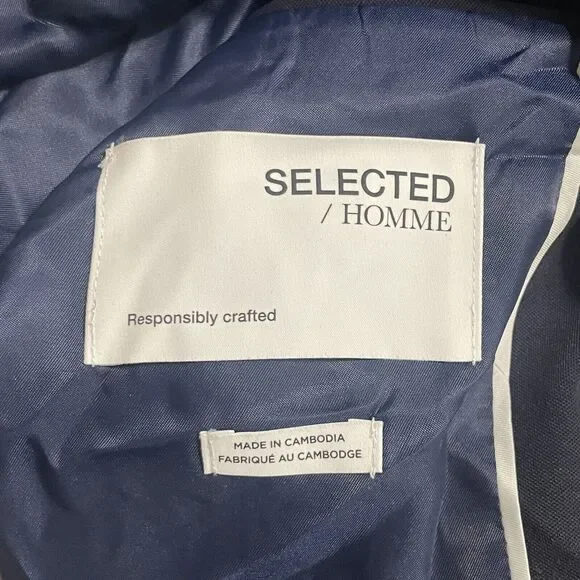 SELECTED
/ HOMME
Responsibly crafted
MADE IN CAMBODIA
FABRIQUÉ AU CAMBODGE